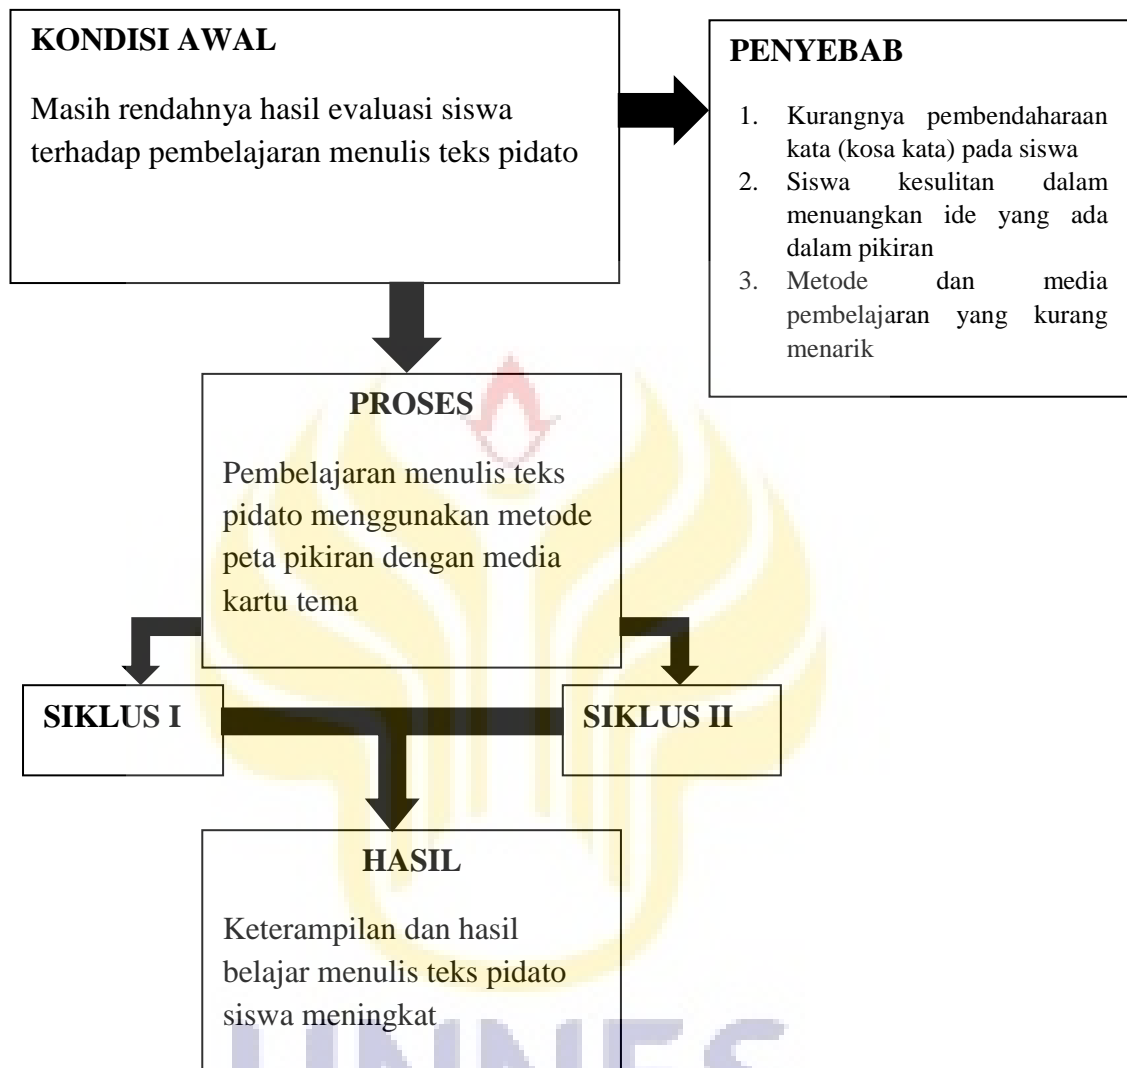 KONDISI AWAL
Masih rendahnya hasil evaluasi siswa
terhadap pembelajaran menulis teks pidato
PENYEBAB
1. Kurangnya pembendaharaan
kata (kosa kata) pada siswa
2. Siswa kesulitan dalam
menuangkan ide yang ada
dalam pikiran
3. Metode dan media
pembelajaran yang kurang
menarik
PROSES
Pembelajaran menulis teks
pidato menggunakan metode
peta pikiran dengan media
kartu tema
SIKLUS I
SIKLUS II
HASIL
Keterampilan dan hasil
belajar menulis teks pidato
siswa meningkat
UNNES